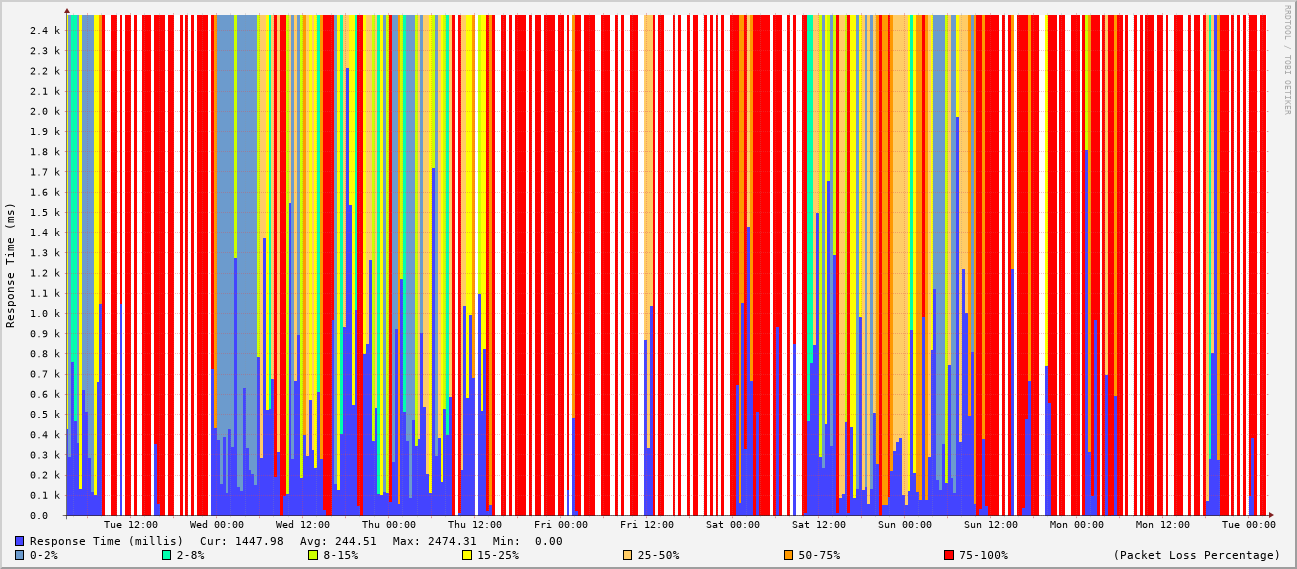 RRDTOOL / TOBI OETIKER
Response Time (ms)
2.4 k
2.3 k
2.2 k
2.1 k
2.0 k
1.9 k
1.8 k
1.7 k
1.6 k
1.5 k
1.4 k
1.3 k
1.2 k
1.1 k
1.0 k
0.9 k
0.8 k
0.7 k
0.6 k
0.5 k
0.4 k
0.3 k
0.2 k
0.1 k
0.0
Tue 12:00 Wed 00:00 Wed 12:00 Thu 00:00 Thu 12:00 Fri 00:00 Fri 12:00 Sat 00:00 Sat 12:00 Sun 00:00 Sun 12:00 Mon 00:00 Mon 12:00 Tue 00:00
Response Time (millis) Cur: 1447.98 Avg: 244.51 Max: 2474.31 Min: 0.00
0-2% 2-8% 8-15% 15-25% 25-50% 50-75% 75-100% (Packet Loss Percentage)